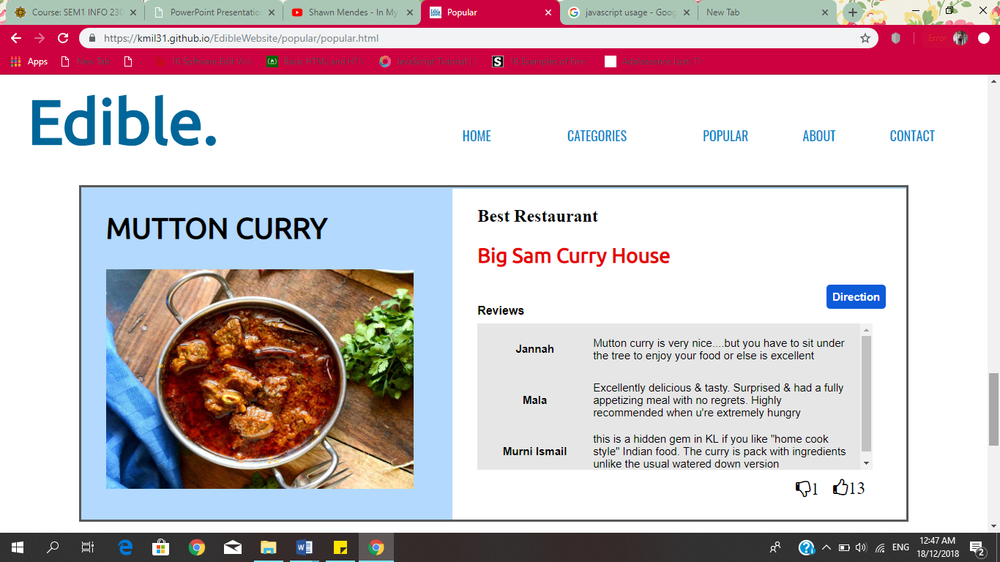 Course: SEM1 INFO 230
PowerPoint Presentatio
Shawn Mendes - In My
Popular
javascript usage - Goog
New Tab
https://kmil31.github.io/EdibleWebsite/popular/popular.html
Error
Apps
New Tab
10 Software Edit Vi
JavaScript Tutorial
10 Examples of Erro
Adolescence Lost T
Edible.
HOME
CATEGORIES
POPULAR
ABOUT
CONTACT
MUTTON CURRY
Best Restaurant
Big Sam Curry House
Direction
Reviews
Jannah
Mutton curry is very nice....but you have to sit under
the tree to enjoy your food or else is excellent
Mala
Excellently delicious & tasty. Surprised & had a fully
appetizing meal with no regrets. Highly
recommended when u're extremely hungry
Murni Ismail
this is a hidden gem in KL if you like "home cook
style" Indian food. The curry is pack with ingredients
unlike the usual watered down version
1
13
ENG
12:47 AM
18/12/2018
2